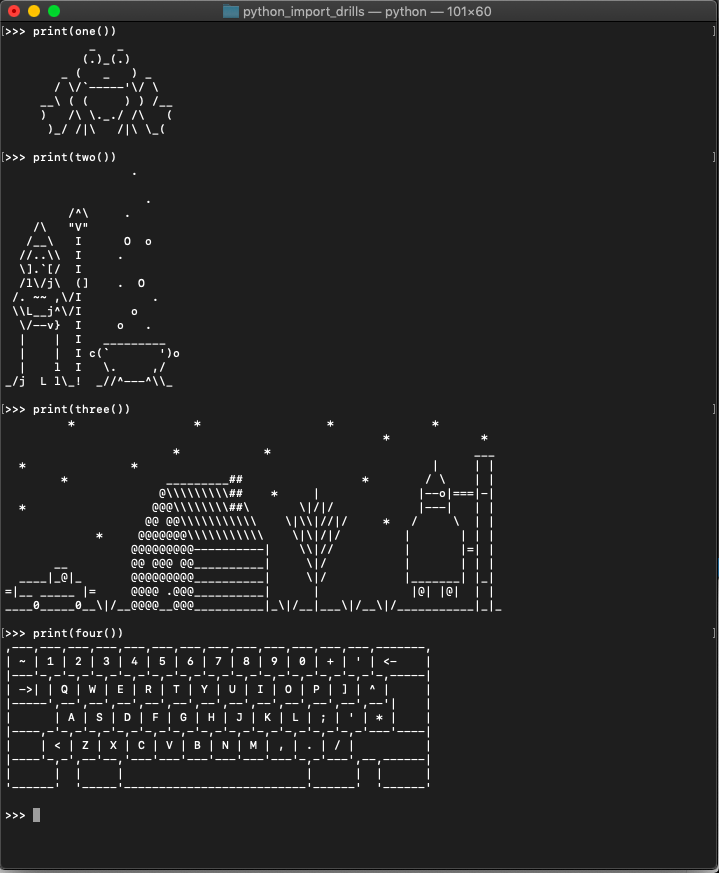 python_import_drills — python — 101×60
>>> print(one())
            _   _
           (.)_(.)
        _ (   _   ) _
       / \/`-----'\/ \
     __\ ( (     ) ) /__
     )   /\ \._./ /\   (
      )_/ /|\   /|\ \_(
>>> print(two())
                  .

                    .
         /^\     .
    /\   "V"
   /__\   I      O  o
  //..\\  I     .
  \].`[/  I
  /l\/j\  (]    .  O
 /. ~~ ,\/I          .
 \\L__j^\/I       o
  \/--v}  I     o   .
  |    |  I   _________
  |    |  I c(`       ')o
  |    l  I   \.     ,/
_/j  L l\_!  _//^---^\\_
>>> print(three())
         *                 *                  *              *
                                                      *             *
                        *            *                             ___
  *               *                                          |     | |
        *              _________##                 *        / \    | |
                      @\\\\\\\\\##    *     |              |--o|===|-|
  *                  @@@\\\\\\\\##\       \|/|/            |---|   | |
                    @@ @@\\\\\\\\\\\    \|\\|//|/     *   /     \  | |
             *     @@@@@@@\\\\\\\\\\\    \|\|/|/         |       | | |
                  @@@@@@@@@----------|    \\|//          |       |=| |
       __         @@ @@@ @@__________|     \|/           |       | | |
  ____|_@|_       @@@@@@@@@__________|     \|/           |_______| |_|
=|__ _____ |=     @@@@ .@@@__________|      |             |@| |@|  | |
____0_____0__\|/__@@@@__@@@__________|_\|/__|___\|/__\|/___________|_|_
>>> print(four())
,---,---,---,---,---,---,---,---,---,---,---,---,---,-------,
| ~ | 1 | 2 | 3 | 4 | 5 | 6 | 7 | 8 | 9 | 0 | + | ' | <-    |
|---'-,-'-,-'-,-'-,-'-,-'-,-'-,-'-,-'-,-'-,-'-,-'-,-'-,-----|
| ->| | Q | W | E | R | T | Y | U | I | O | P | ] | ^ |     |
|-----',--',--',--',--',--',--',--',--',--',--',--',--'|    |
|      | A | S | D | F | G | H | J | K | L | ; | ' | * |    |
|----,-'-,-'-,-'-,-'-,-'-,-'-,-'-,-'-,-'-,-'-,-'-,-'---'----|
|    | < | Z | X | C | V | B | N | M | , | . | / |          |
|----'-,-',--'--,'---'---'---'---'---'---'-,-'---',--,------|
|      |  |     |                          |      |  |      |
'------'  '-----'--------------------------'------'  '------'
>>>